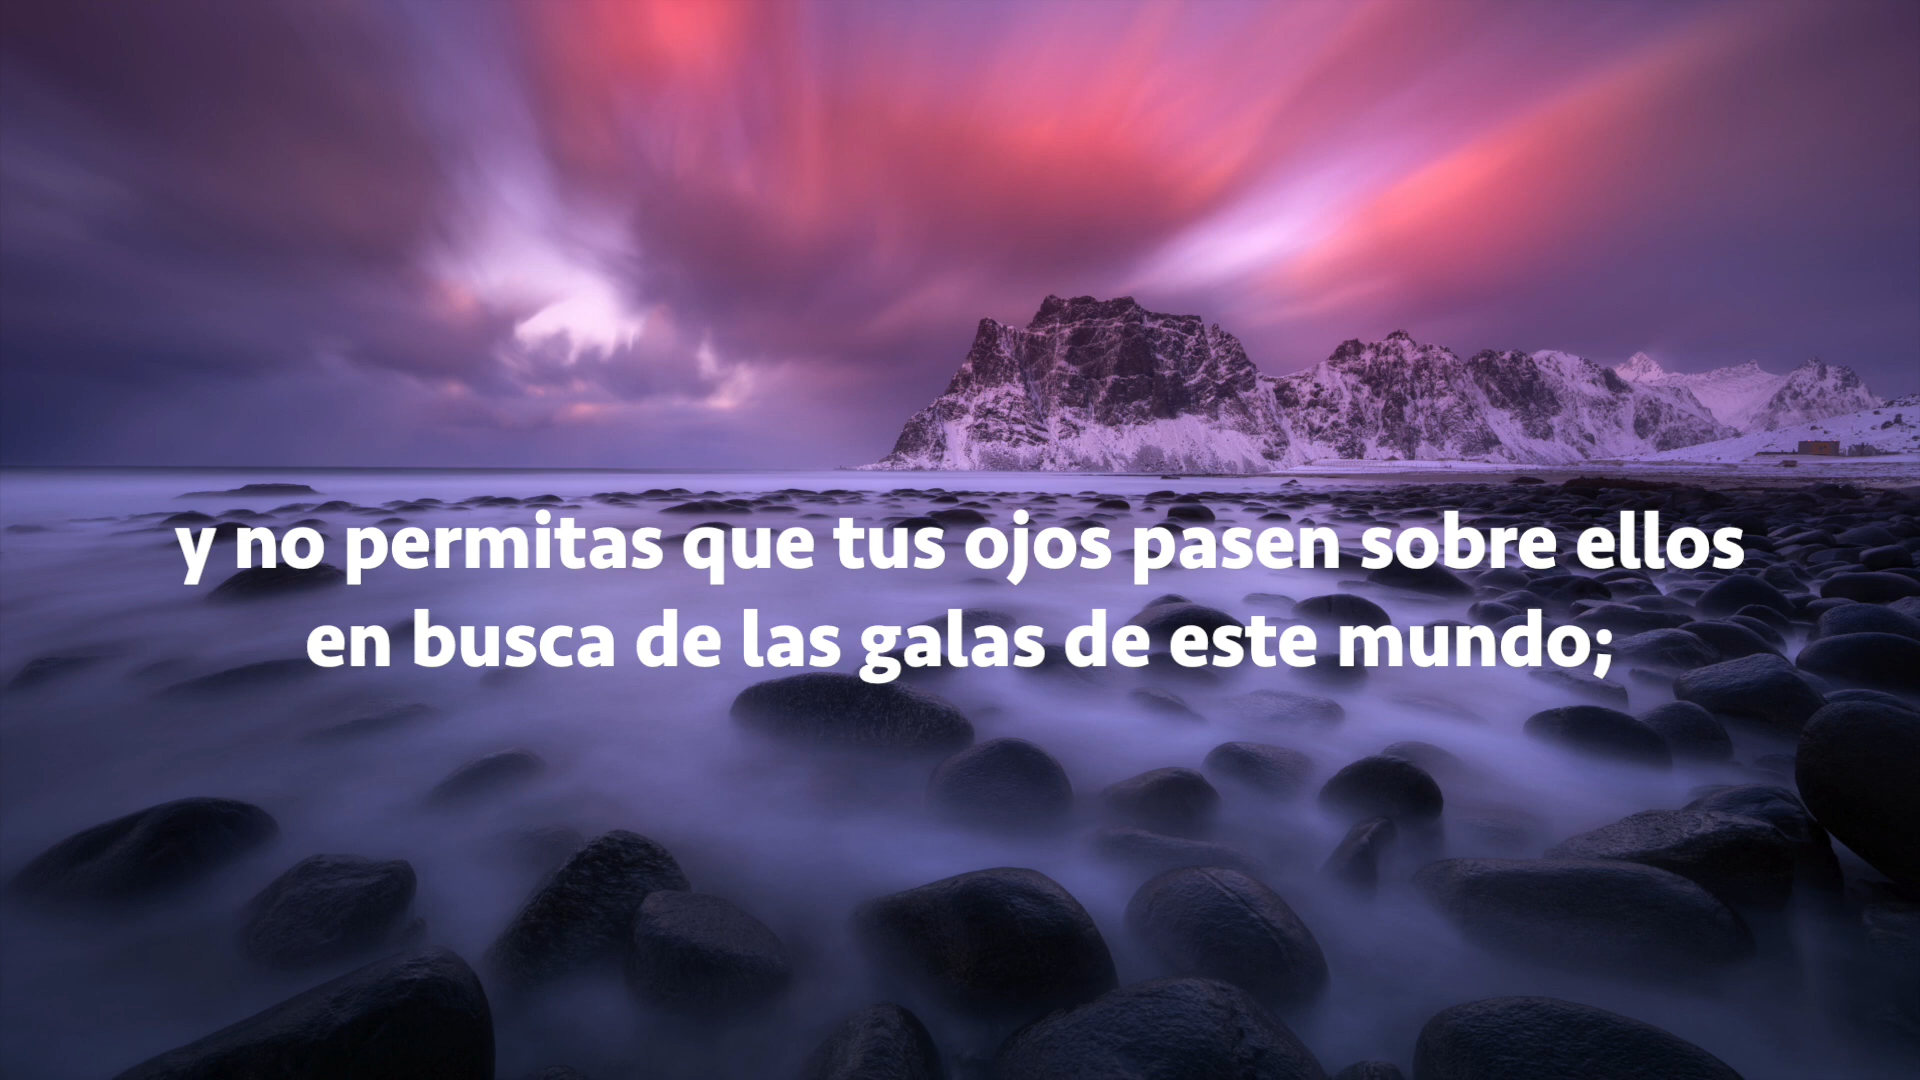 y no permitas que tus ojos pasen sobre ellos
en busca de las galas de este mundo;